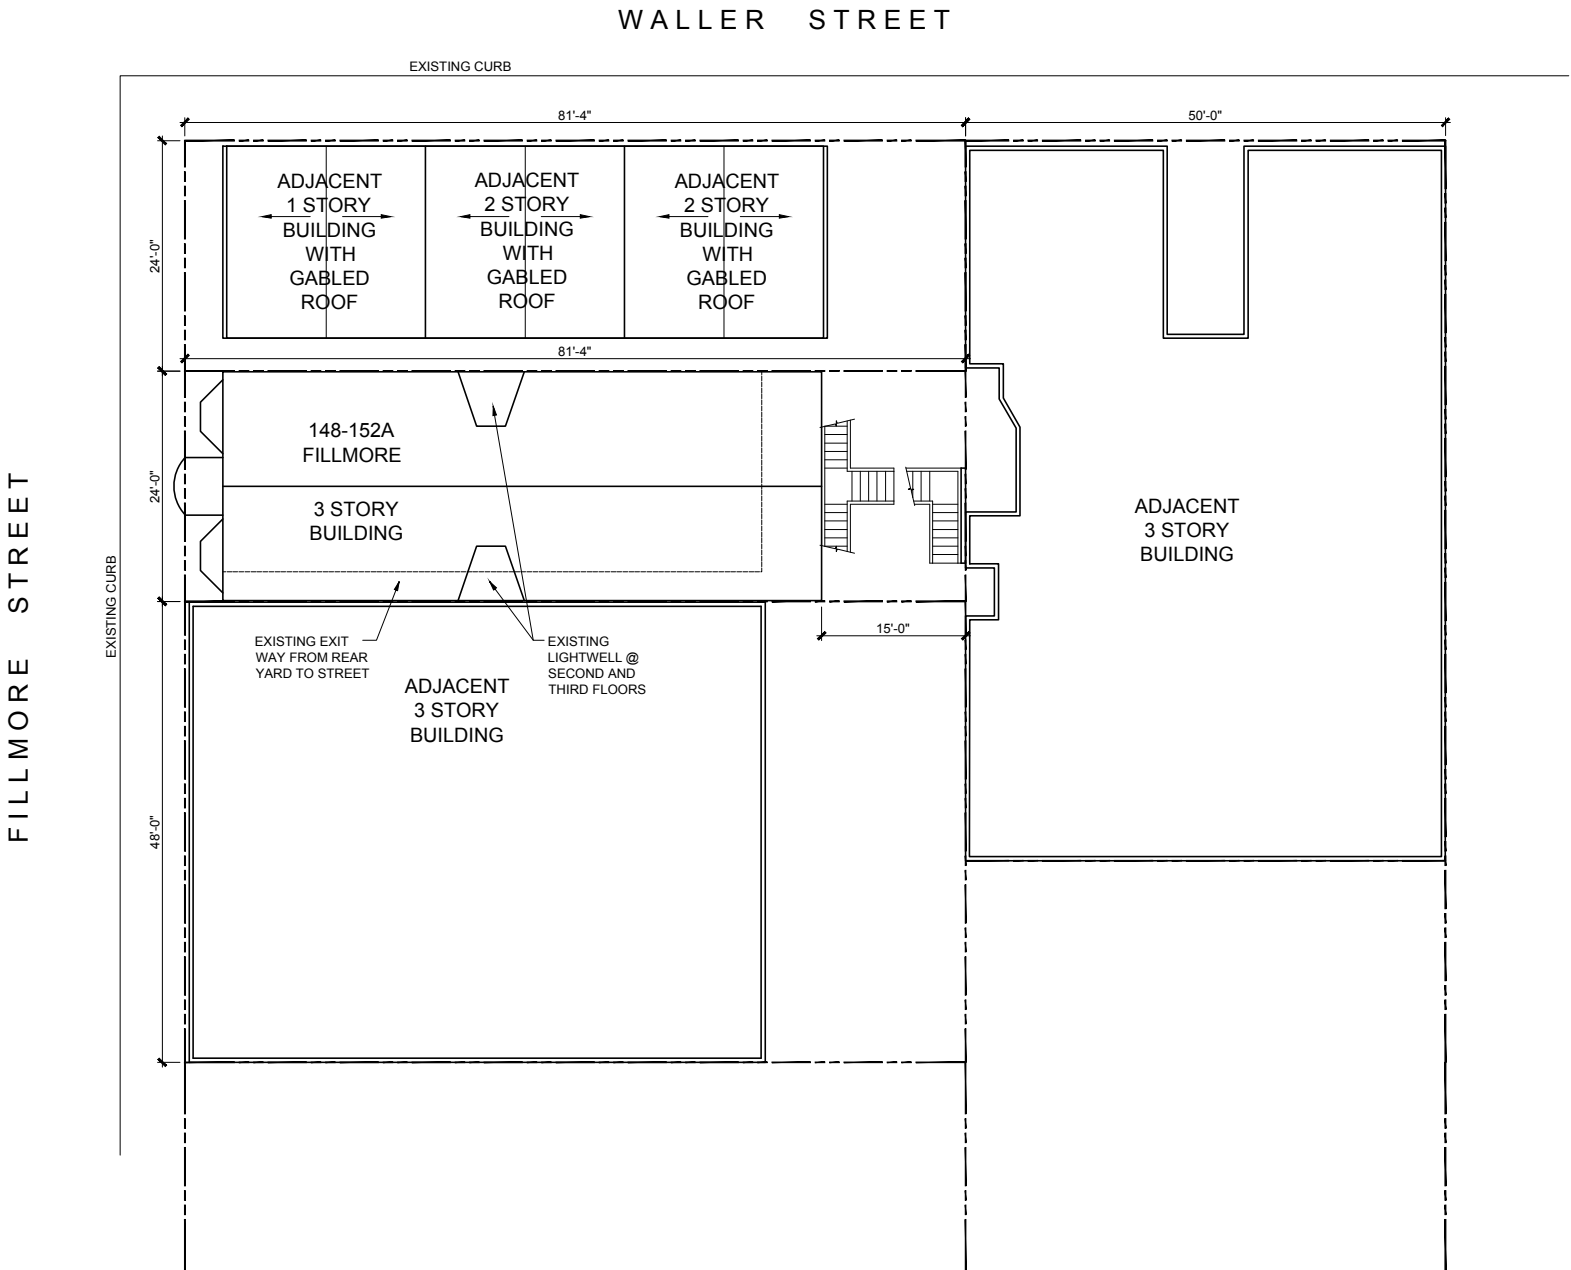 WALLER STREET
EXISTING CURB
81'-4"
50'-0"
ADJACENT
1 STORY
BUILDING
WITH
GABLED
ROOF
ADJACENT
2 STORY
BUILDING
WITH
GABLED
ROOF
ADJACENT
2 STORY
BUILDING
WITH
GABLED
ROOF
24'-0"
81'-4"
148-152A
FILLMORE
3 STORY
BUILDING
24'-0"
ADJACENT
3 STORY
BUILDING
FILLMORE STREET
EXISTING CURB
15'-0"
EXISTING EXIT
WAY FROM REAR
YARD TO STREET
EXISTING
LIGHTWELL @
SECOND AND
THIRD FLOORS
ADJACENT
3 STORY
BUILDING
48'-0"